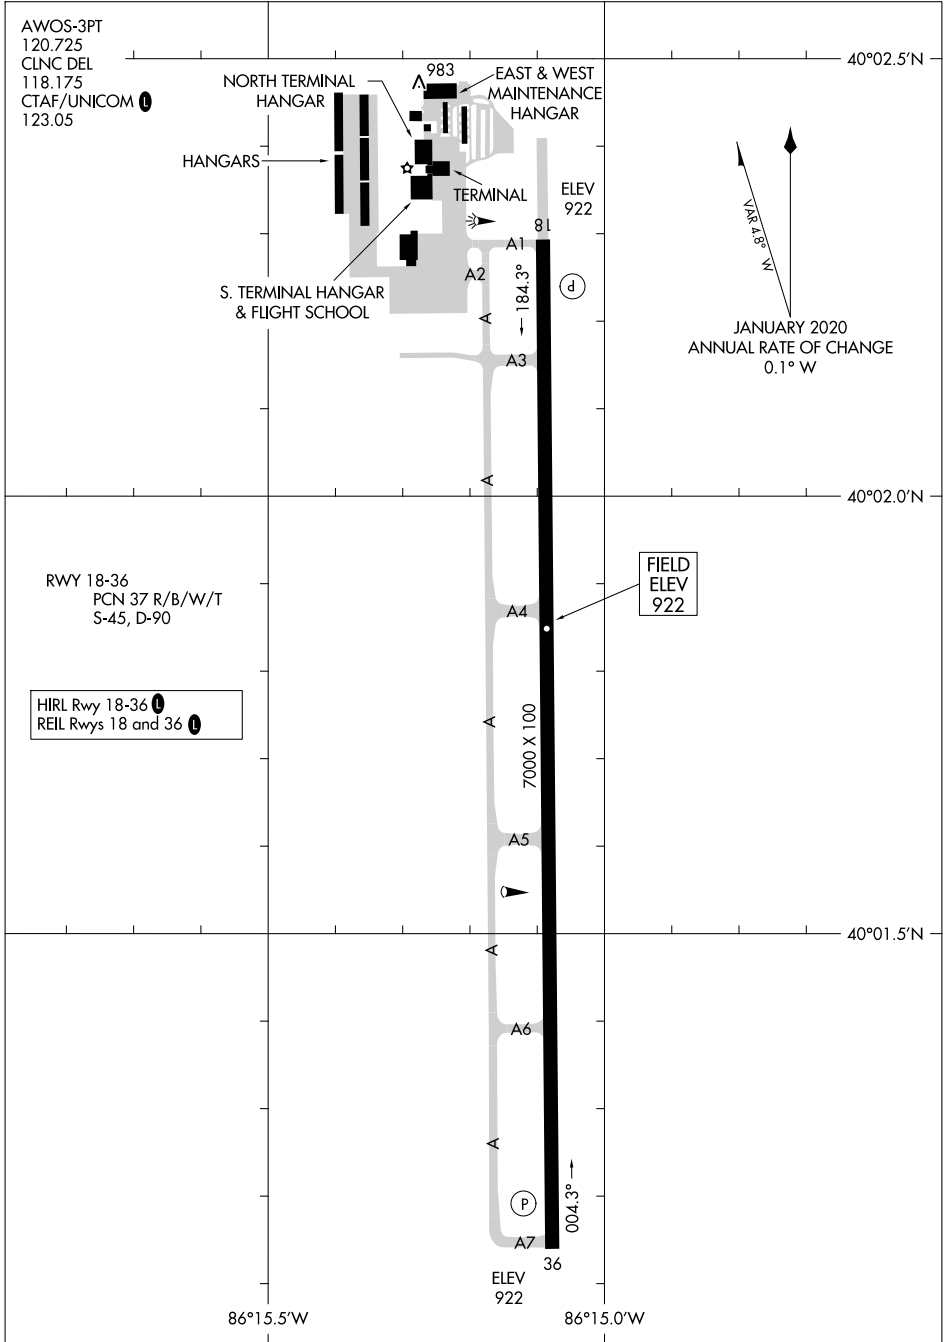 AWOS-3PT
120.725
CLNC DEL
118.175
CTAF/UNICOM L
123.05
40°02.5'N
983
NORTH TERMINAL
HANGAR
EAST & WEST
MAINTENANCE
HANGAR
HANGARS
TERMINAL
ELEV
922
18
A1
A2
184.3°
P
S. TERMINAL HANGAR
& FLIGHT SCHOOL
A
A3
VAR 4.8° W
JANUARY 2020
ANNUAL RATE OF CHANGE
0.1° W
A
40°02.0'N
FIELD
ELEV
922
RWY 18-36
PCN 37 R/B/W/T
S-45, D-90
A4
HIRL Rwy 18-36 L
REIL Rwys 18 and 36 L
A
7000 X 100
A5
40°01.5'N
A
A6
A
004.3°
P
A7
36
ELEV
922
86°15.5'W
86°15.0'W